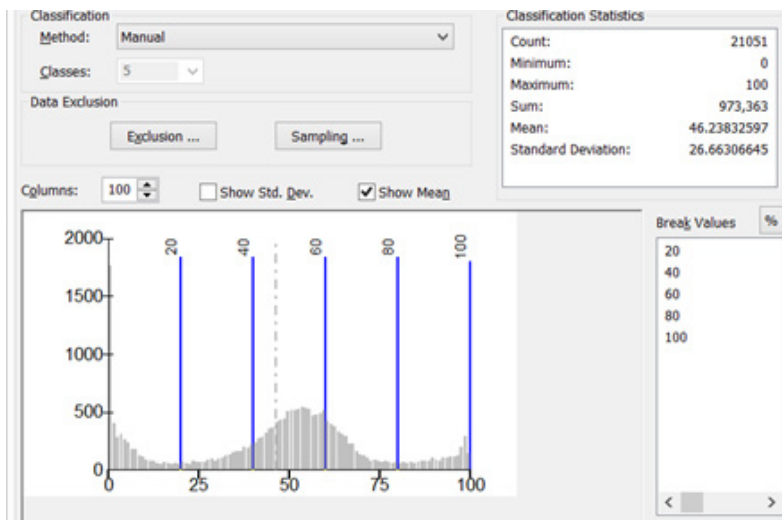 Classification
Method: Manual
Classes: 5
Data Exclusion
Exclusion ...
Sampling ...
Classification Statistics
Count: 21051
Minimum: 0
Maximum: 100
Sum: 973,363
Mean: 46.23832597
Standard Deviation: 26.66306645
Columns: 100
Show Std. Dev.
Show Mean
Break Values %
20
40
60
80
100
2000
1500
1000
500
0
20
40
60
80
100
0 25 50 75 100